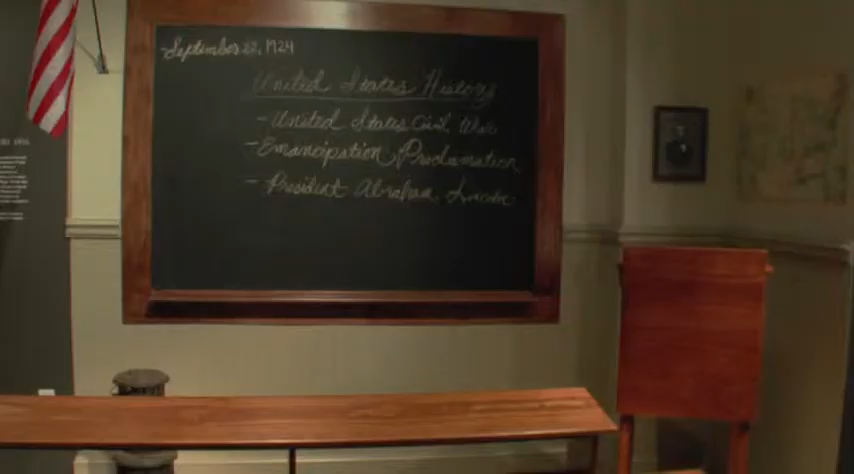 September 22, 1924
United States History
- United States Civil War
- Emancipation Proclamation
- President Abraham Lincoln